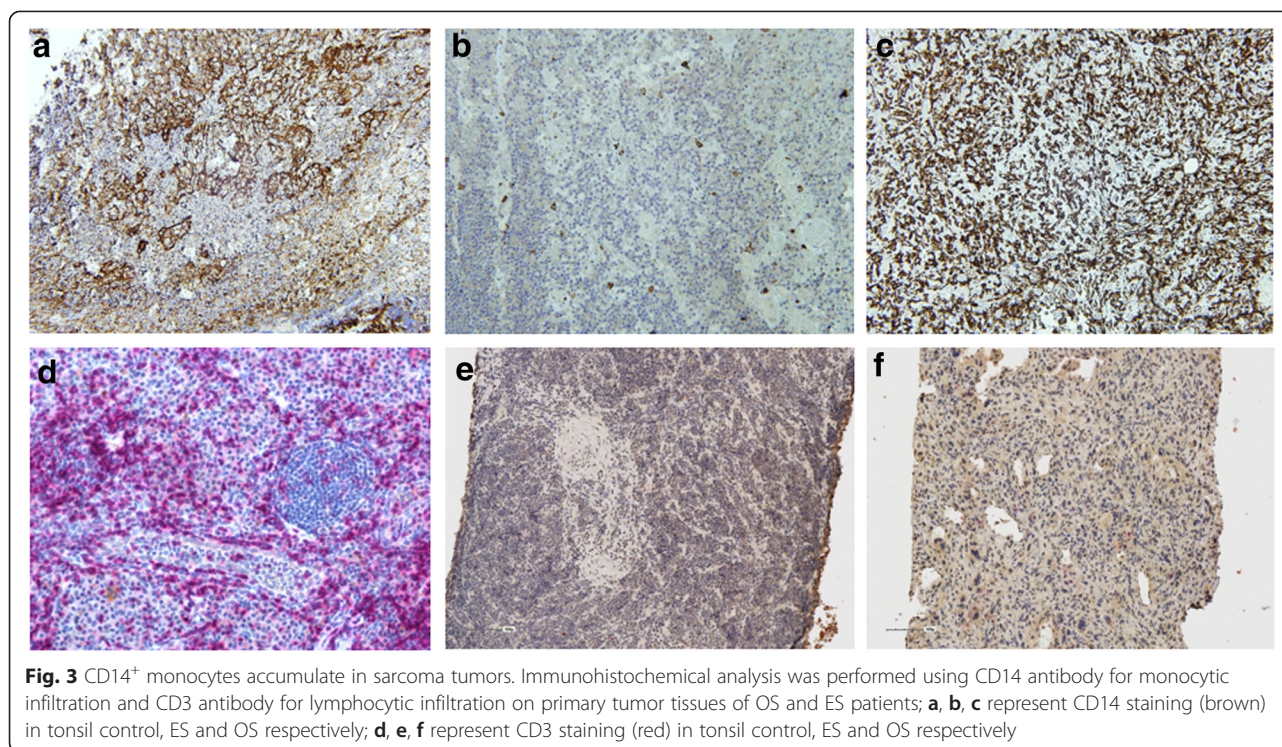 a
b
c
d
e
f
Fig. 3 CD14+ monocytes accumulate in sarcoma tumors. Immunohistochemical analysis was performed using CD14 antibody for monocytic
infiltration and CD3 antibody for lymphocytic infiltration on primary tumor tissues of OS and ES patients; a, b, c represent CD14 staining (brown)
in tonsil control, ES and OS respectively; d, e, f represent CD3 staining (red) in tonsil control, ES and OS respectively